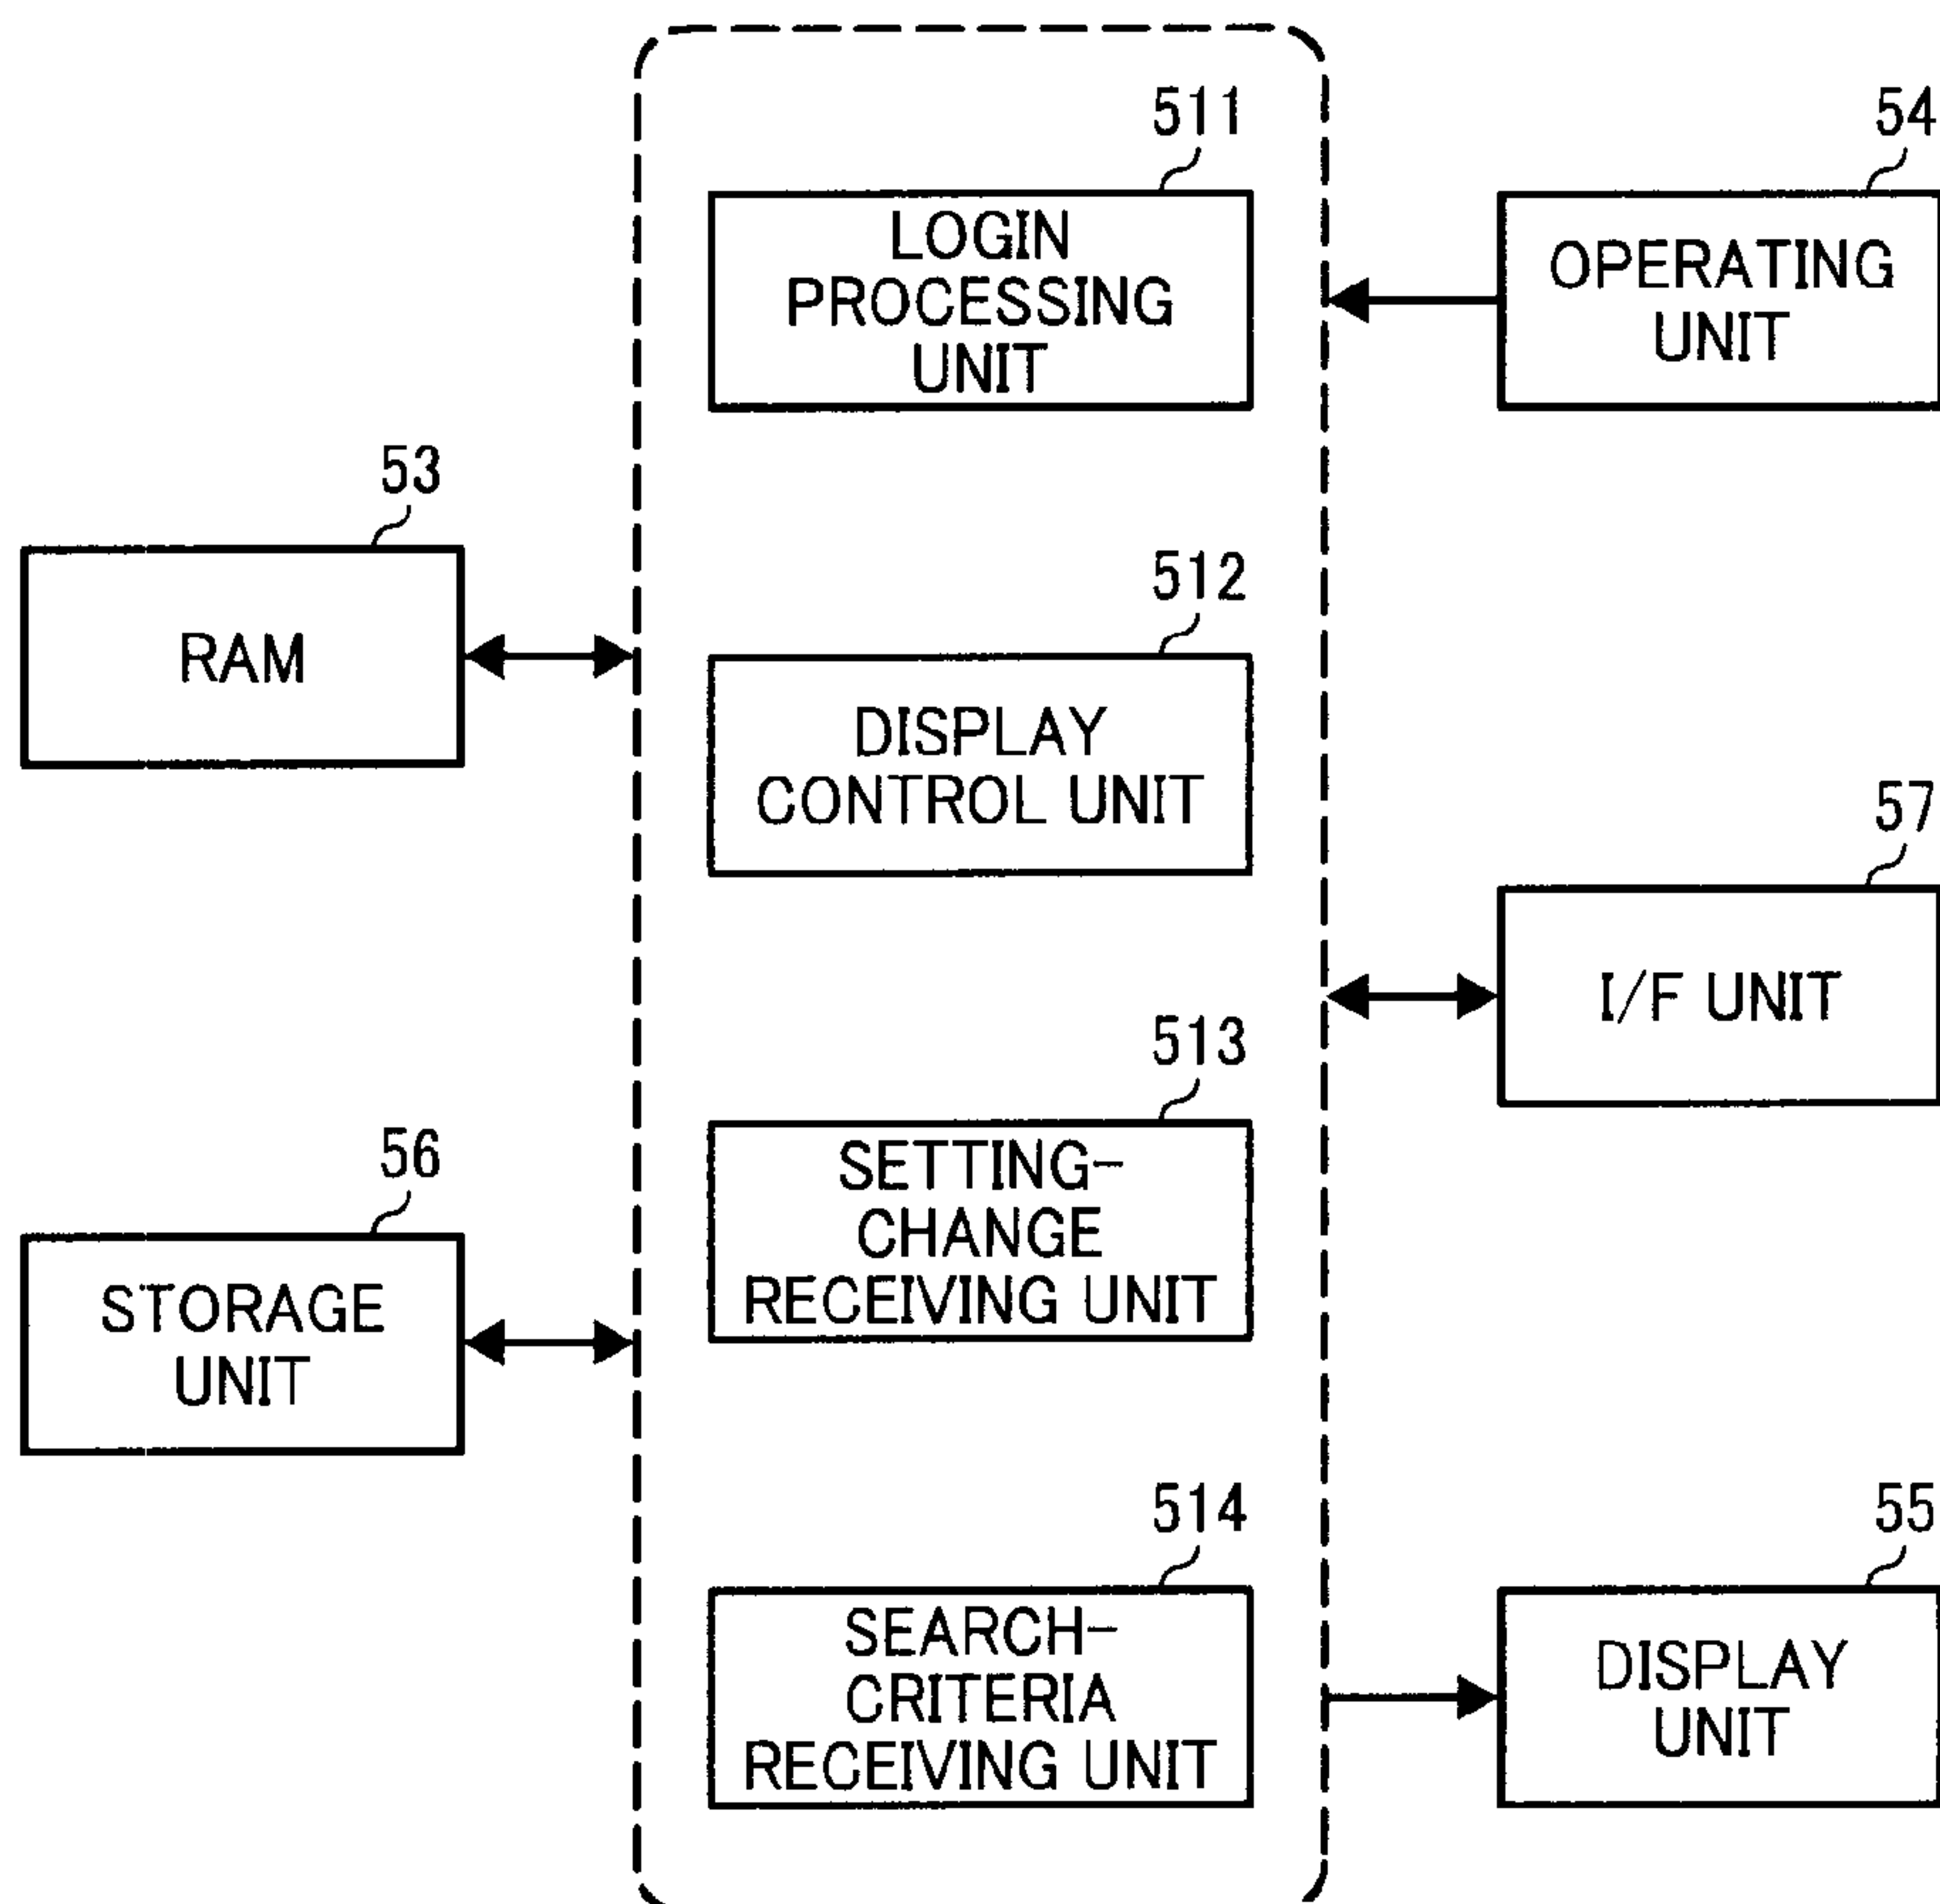 511
LOGIN
PROCESSING
UNIT
54
OPERATING
UNIT
53
RAM
512
DISPLAY
CONTROL UNIT
57
I/F UNIT
513
SETTING-
CHANGE
RECEIVING UNIT
56
STORAGE
UNIT
514
SEARCH-
CRITERIA
RECEIVING UNIT
55
DISPLAY
UNIT